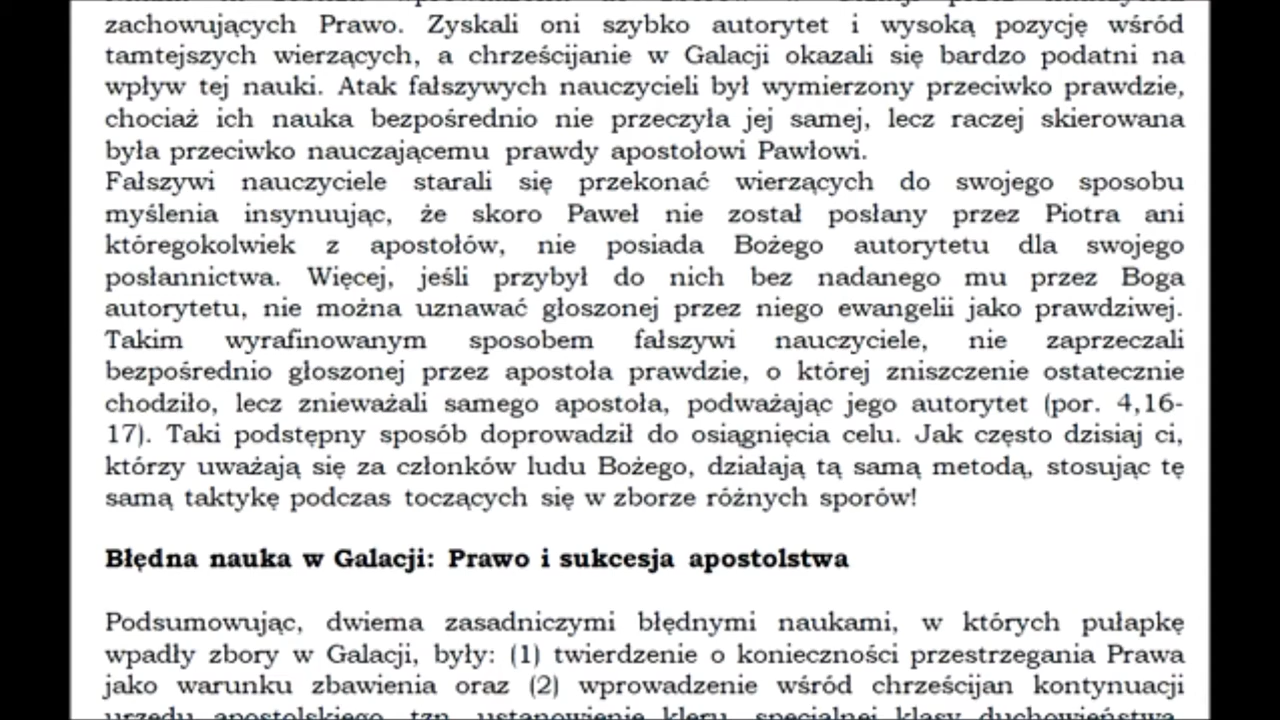 zachowujących Prawo. Zyskali oni szybko autorytet i wysoką pozycję wśród
tamtejszych wierzących, a chrześcijanie w Galacji okazali się bardzo podatni na
wpływ tej nauki. Atak fałszywych nauczycieli był wymierzony przeciwko prawdzie,
chociaż ich nauka bezpośrednio nie przeczyła jej samej, lecz raczej skierowana
była przeciwko nauczającemu prawdy apostołowi Pawłowi.
Fałszywi nauczyciele starali się przekonać wierzących do swojego sposobu
myślenia insynuując, że skoro Paweł nie został posłany przez Piotra ani
któregokolwiek z apostołów, nie posiada Bożego autorytetu dla swojego
posłannictwa. Więcej, jeśli przybył do nich bez nadanego mu przez Boga
autorytetu, nie można uznawać głoszonej przez niego ewangelii jako prawdziwej.
Takim wyrafinowanym sposobem fałszywi nauczyciele, nie zaprzeczali
bezpośrednio głoszonej przez apostoła prawdzie, o której zniszczenie ostatecznie
chodziło, lecz znieważali samego apostoła, podważając jego autorytet (por. 4,16-
17). Taki podstępny sposób doprowadził do osiągnięcia celu. Jak często dzisiaj ci,
którzy uważają się za członków ludu Bożego, działają tą samą metodą, stosując tę
samą taktykę podczas toczących się w zborze różnych sporów!
Błędna nauka w Galacji: Prawo i sukcesja apostolstwa
Podsumowując, dwiema zasadniczymi błędnymi naukami, w których pułapkę
wpadły zbory w Galacji, były: (1) twierdzenie o konieczności przestrzegania Prawa
jako warunku zbawienia oraz (2) wprowadzenie wśród chrześcijan kontynuacji
urzędu apostolskiego, tzn. ustanowienie kleru, specjalnej klasy duchowieństwa,